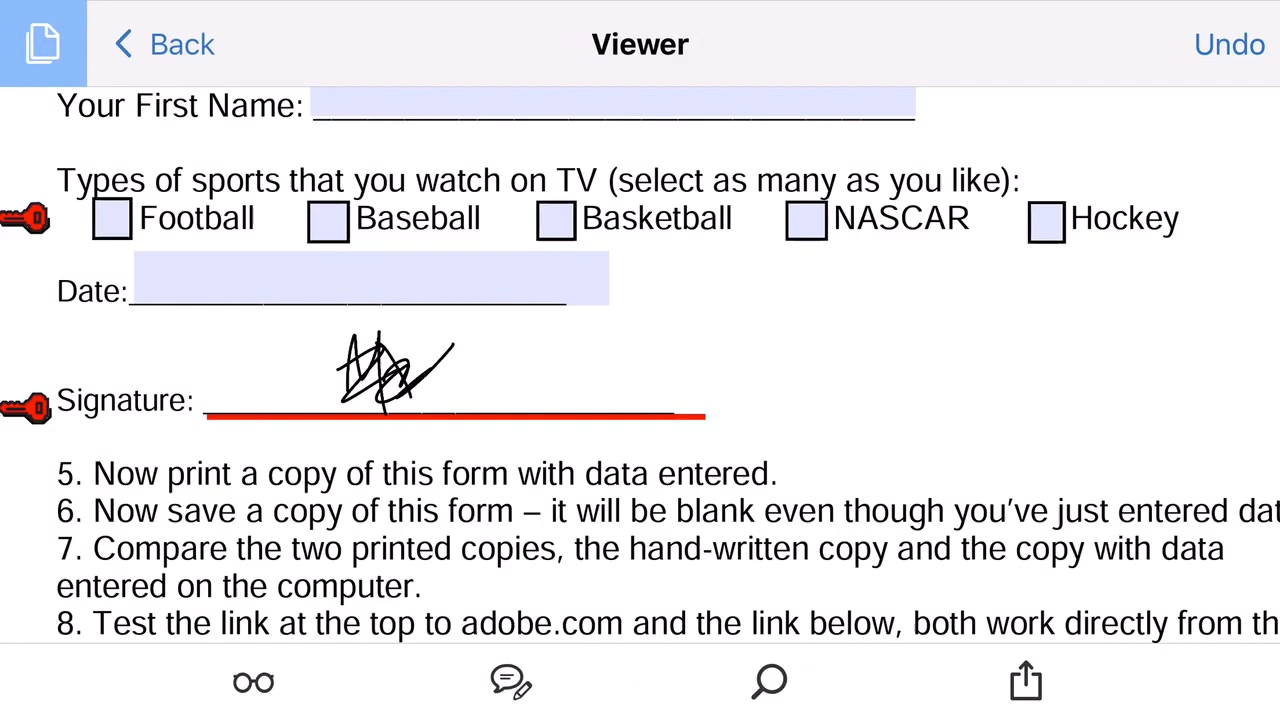 Back
Viewer
Undo
Your First Name:
Types of sports that you watch on TV (select as many as you like):
Football Baseball Basketball NASCAR Hockey
Date:
Signature:
5. Now print a copy of this form with data entered.
6. Now save a copy of this form – it will be blank even though you’ve just entered dat
7. Compare the two printed copies, the hand-written copy and the copy with data
entered on the computer.
8. Test the link at the top to adobe.com and the link below, both work directly from th